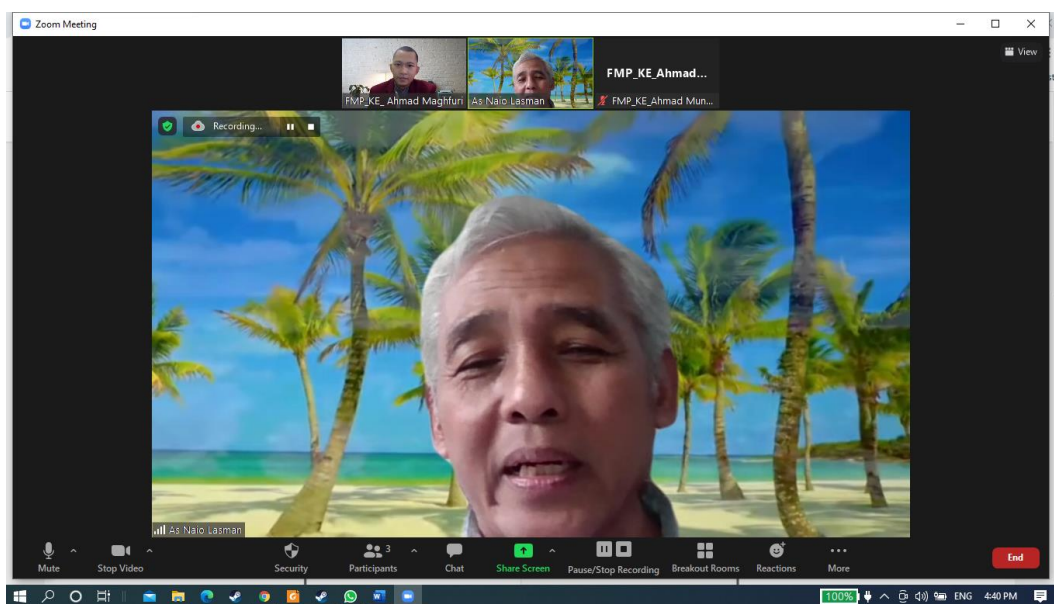 Zoom Meeting
View
FMP_KE_Ahmad...
FMP_KE_ Ahmad Maghfuri
As Naio Lasman
FMP_KE_Ahmad Mun...
Recording...
As Naio Lasman
Mute
Stop Video
Security
Participants
3
Chat
Share Screen
Pause/Stop Recording
Breakout Rooms
Reactions
More
End
100%
ENG
4:40 PM